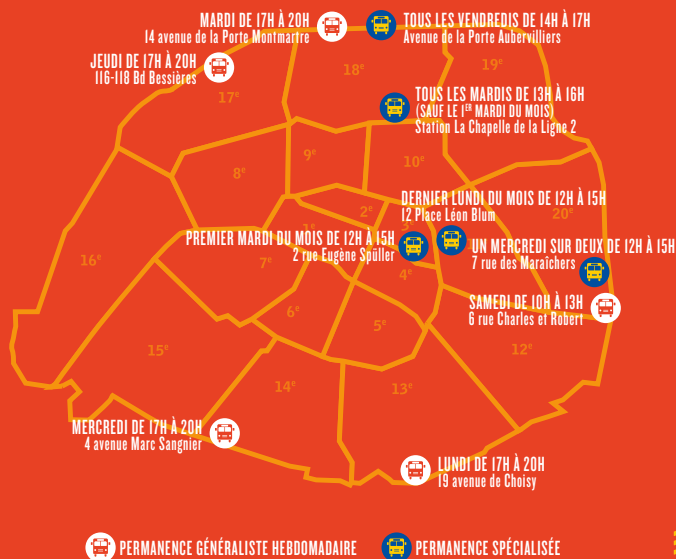 MARDI DE 17H À 20H
14 avenue de la Porte Montmartre
TOUS LES VENDREDIS DE 14H À 17H
Avenue de la Porte Aubervilliers
JEUDI DE 17H À 20H
116-118 Bd Bessières
18e
19e
17e
TOUS LES MARDIS DE 13H À 16H
(SAUF LE 1ER MARDI DU MOIS)
Station La Chapelle de la Ligne 2
9e
10e
8e
DERNIER LUNDI DU MOIS DE 12H À 15H
12 Place Léon Blum
2e
20e
PREMIER MARDI DU MOIS DE 12H À 15H
2 rue Eugène Spüller
UN MERCREDI SUR DEUX DE 12H À 15H
7 rue des Maraîchers
16e
7e
4e
SAMEDI DE 10H À 13H
6 rue Charles et Robert
6e
5e
15e
12e
14e
13e
MERCREDI DE 17H À 20H
4 avenue Marc Sangnier
LUNDI DE 17H À 20H
19 avenue de Choisy
PERMANENCE GÉNÉRALISTE HEBDOMADAIRE
PERMANENCE SPÉCIALISÉE